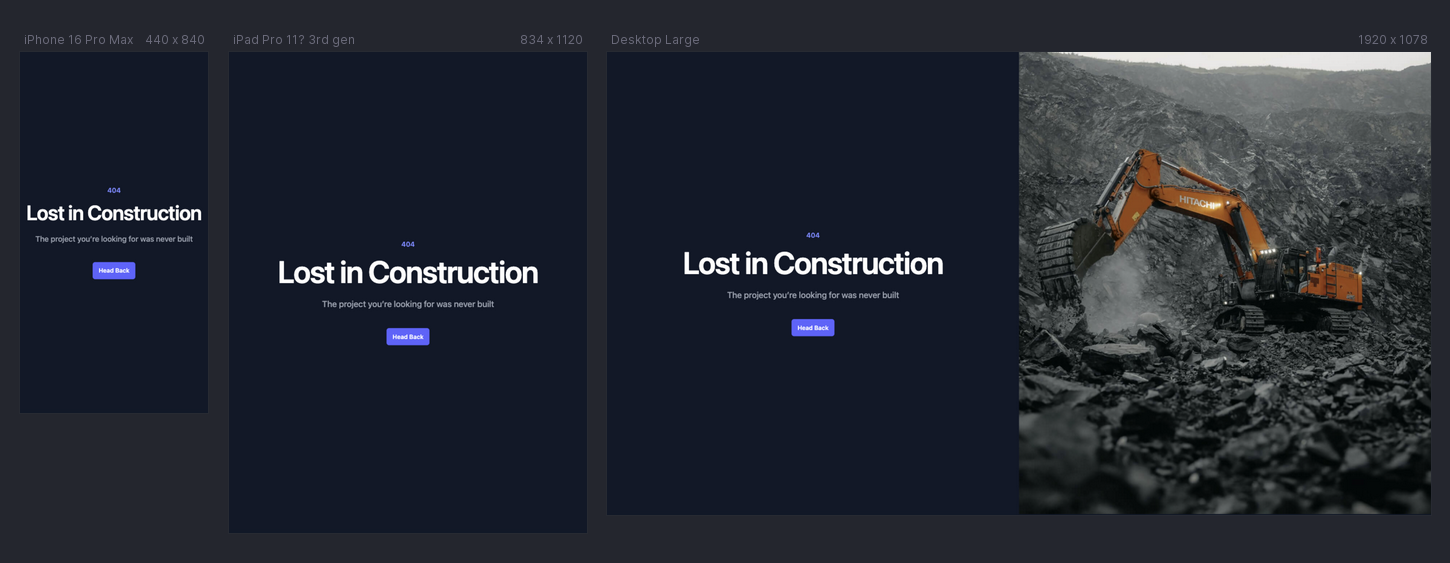 iPhone 16 Pro Max 440 x 840
404
Lost in Construction
The project you're looking for was never built
Head Back
iPad Pro 11? 3rd gen 834 x 1120
404
Lost in Construction
The project you're looking for was never built
Head Back
Desktop Large 1920 x 1078
404
Lost in Construction
The project you're looking for was never built
Head Back
HITACHI